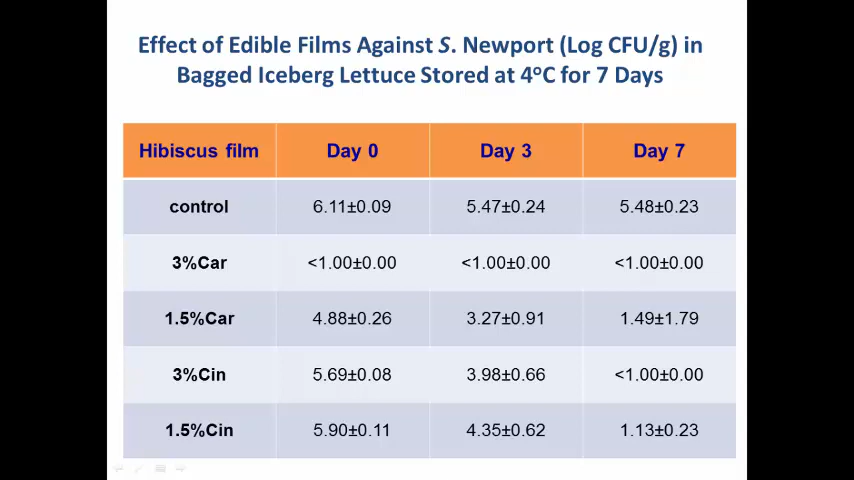 Effect of Edible Films Against S. Newport (Log CFU/g) in
Bagged Iceberg Lettuce Stored at 4oC for 7 Days
Hibiscus film Day 0 Day 3 Day 7
control 6.11±0.09 5.47±0.24 5.48±0.23
3%Car <1.00±0.00 <1.00±0.00 <1.00±0.00
1.5%Car 4.88±0.26 3.27±0.91 1.49±1.79
3%Cin 5.69±0.08 3.98±0.66 <1.00±0.00
1.5%Cin 5.90±0.11 4.35±0.62 1.13±0.23